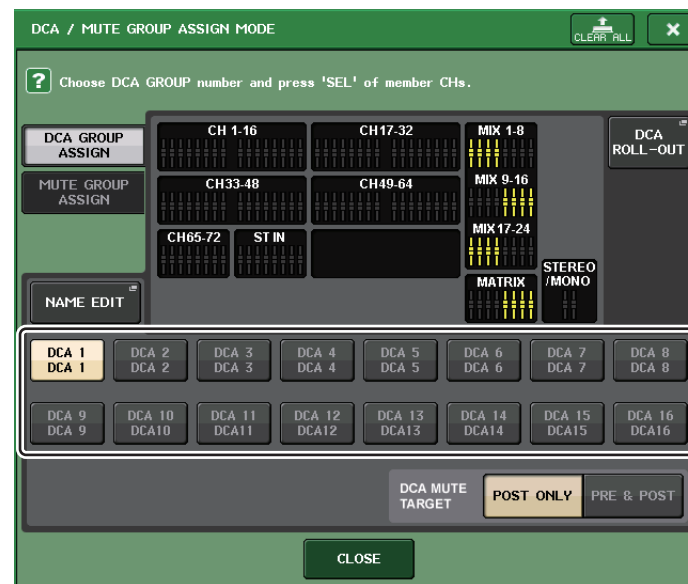 DCA / MUTE GROUP ASSIGN MODE
CLEAR ALL
? Choose DCA GROUP number and press 'SEL' of member CHs.
DCA GROUP
ASSIGN
MUTE GROUP
ASSIGN
NAME EDIT
CH 1-16
CH17-32
MIX 1-8
CH33-48
CH49-64
MIX 9-16
CH65-72
ST IN
MIX17-24
MATRIX
STEREO
/MONO
DCA
ROLL-OUT
DCA 1
DCA 1
DCA 2
DCA 2
DCA 3
DCA 3
DCA 4
DCA 4
DCA 5
DCA 5
DCA 6
DCA 6
DCA 7
DCA 7
DCA 8
DCA 8
DCA 9
DCA 9
DCA 10
DCA10
DCA 11
DCA11
DCA 12
DCA12
DCA 13
DCA13
DCA 14
DCA14
DCA 15
DCA15
DCA 16
DCA16
DCA MUTE
TARGET
POST ONLY
PRE & POST
CLOSE